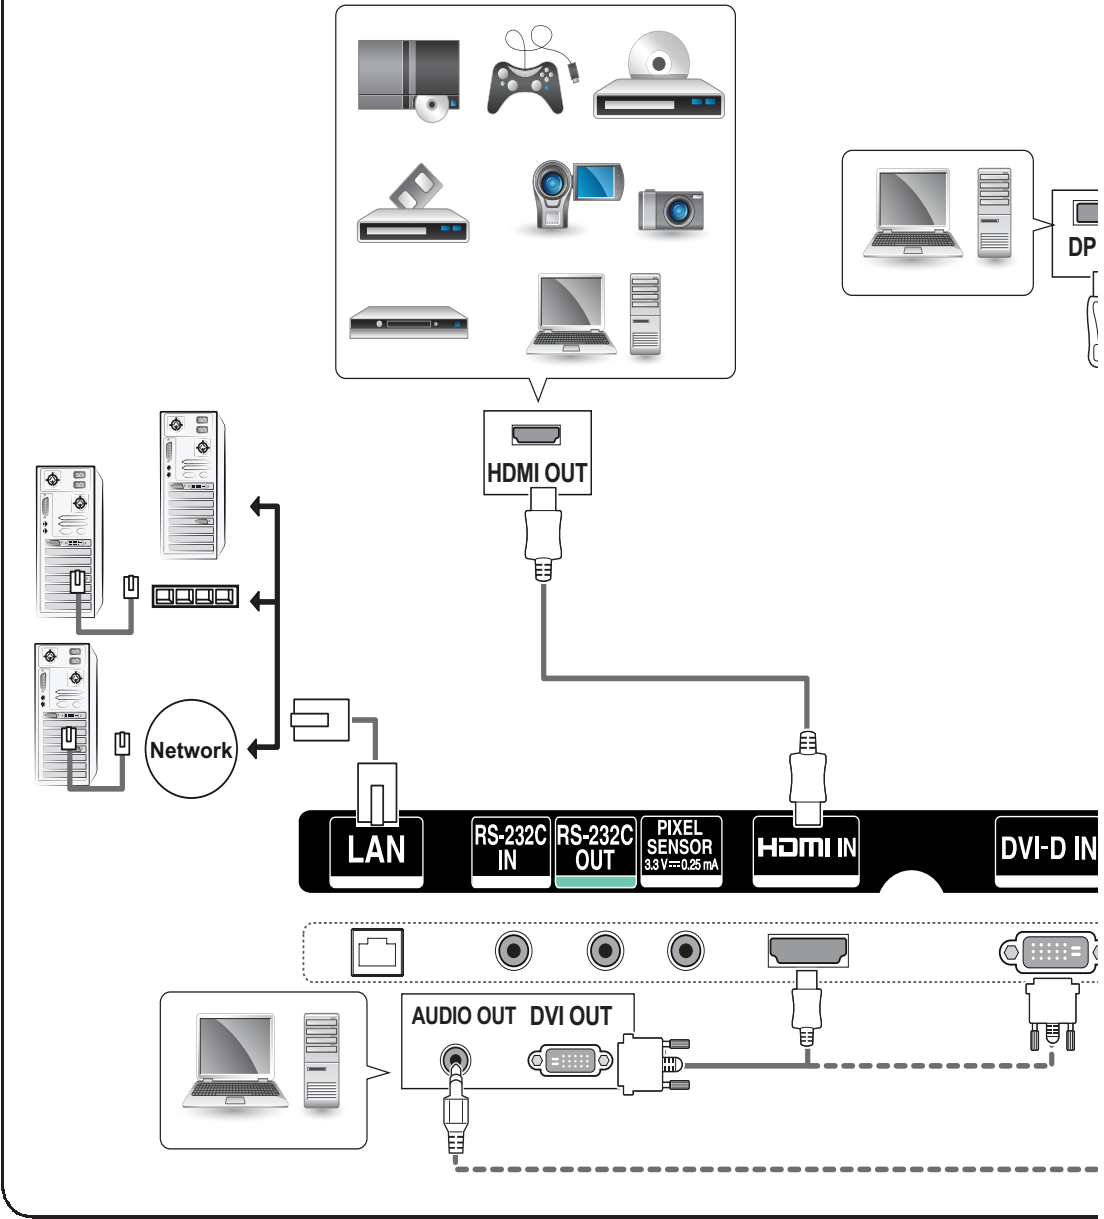 DP
HDMI OUT
Network
LAN
RS-232C
IN
RS-232C
OUT
PIXEL
SENSOR
3.3 V⎓0.25 mA
HDMI IN
DVI-D IN
AUDIO OUT
DVI OUT